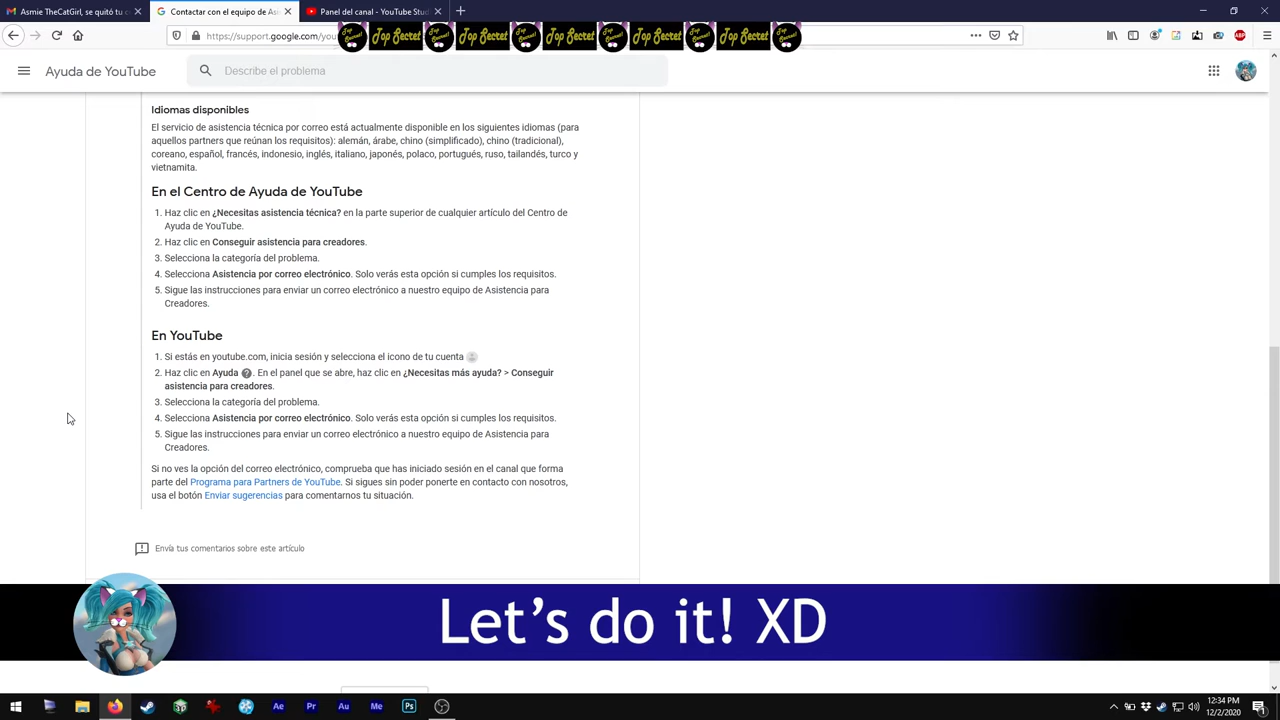 Asmie TheCatGirl, se quitó tu c
Contactar con el equipo de As
Panel del canal - YouTube Stud
https://support.google.com/you
Top Secret Top Secret Top Secret Top Secret Top Secret
Ayuda de YouTube
Describe el problema
Idiomas disponibles
El servicio de asistencia técnica por correo está actualmente disponible en los siguientes idiomas (para
aquellos partners que reúnan los requisitos): alemán, árabe, chino (simplificado), chino (tradicional),
coreano, español, francés, indonesio, inglés, italiano, japonés, polaco, portugués, ruso, tailandés, turco y
vietnamita.
En el Centro de Ayuda de YouTube
1. Haz clic en ¿Necesitas asistencia técnica? en la parte superior de cualquier artículo del Centro de
Ayuda de YouTube.
2. Haz clic en Conseguir asistencia para creadores.
3. Selecciona la categoría del problema.
4. Selecciona Asistencia por correo electrónico. Solo verás esta opción si cumples los requisitos.
5. Sigue las instrucciones para enviar un correo electrónico a nuestro equipo de Asistencia para
Creadores.
En YouTube
1. Si estás en youtube.com, inicia sesión y selecciona el icono de tu cuenta
2. Haz clic en Ayuda ?. En el panel que se abre, haz clic en ¿Necesitas más ayuda? > Conseguir
asistencia para creadores.
3. Selecciona la categoría del problema.
4. Selecciona Asistencia por correo electrónico. Solo verás esta opción si cumples los requisitos.
5. Sigue las instrucciones para enviar un correo electrónico a nuestro equipo de Asistencia para
Creadores.
Si no ves la opción del correo electrónico, comprueba que has iniciado sesión en el canal que forma
parte del Programa para Partners de YouTube. Si sigues sin poder ponerte en contacto con nosotros,
usa el botón Enviar sugerencias para comentarnos tu situación.
Envía tus comentarios sobre este artículo
Let's do it! XD
Ae Pr Au Me Ps
12:34 PM
12/2/2020